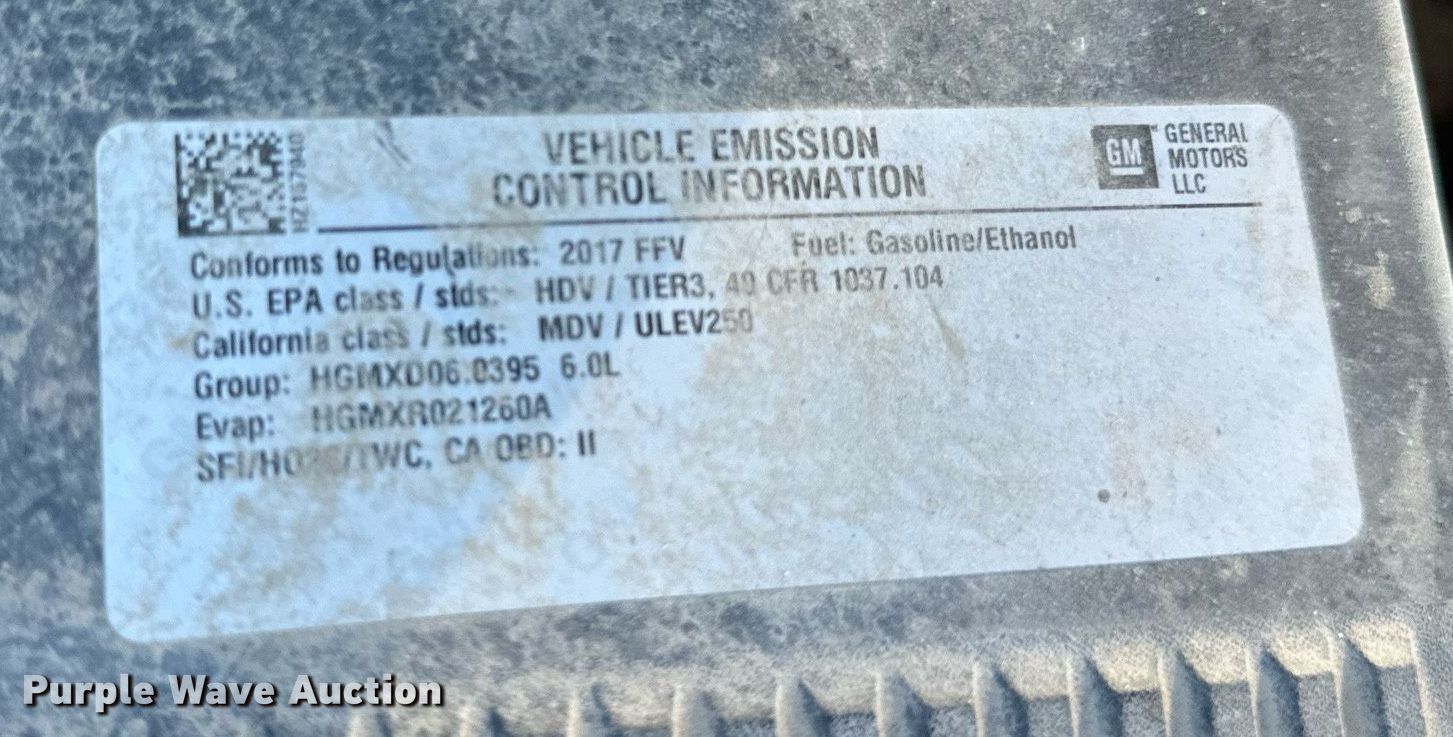 VEHICLE EMISSION
CONTROL INFORMATION
GM
GENERAL
MOTORS
LLC
Conforms to Regulations: 2017 FFV Fuel: Gasoline/Ethanol
U.S. EPA class / stds: HDV / TIER3, 40 CFR 1037.104
California class / stds: MDV / ULEV250
Group: HGMXD06.0395 6.0L
Evap: HGMXR021260A
CA OBD: II
Purple Wave Auction